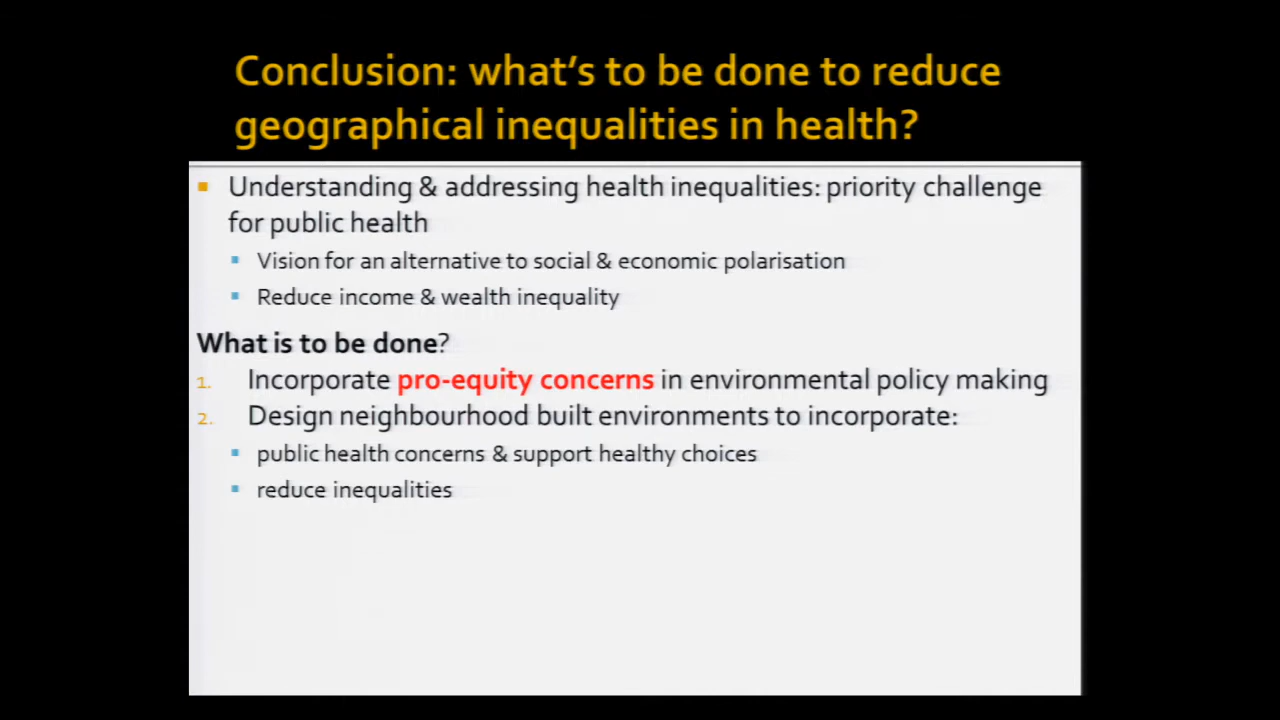 Conclusion: what's to be done to reduce
geographical inequalities in health?
Understanding & addressing health inequalities: priority challenge
for public health
Vision for an alternative to social & economic polarisation
Reduce income & wealth inequality
What is to be done?
1. Incorporate pro-equity concerns in environmental policy making
2. Design neighbourhood built environments to incorporate:
public health concerns & support healthy choices
reduce inequalities